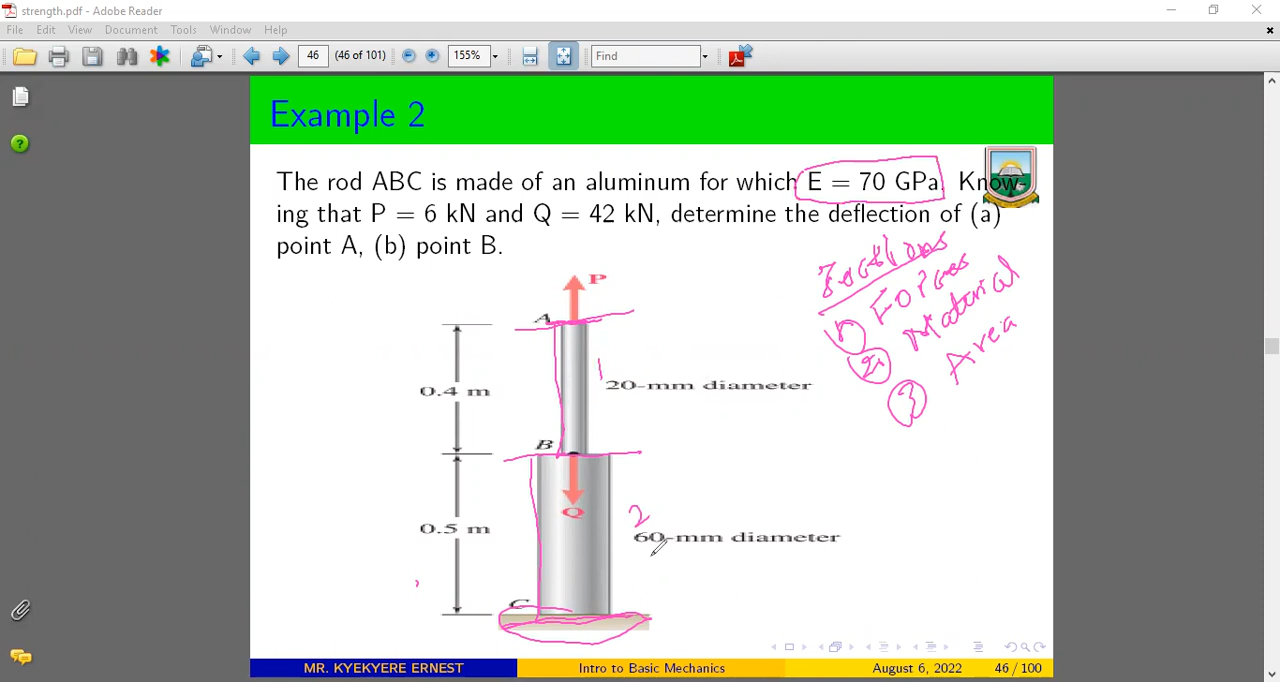 strength.pdf - Adobe Reader
File Edit View Document Tools Window Help
46 (46 of 101) 155% Find
Example 2
The rod ABC is made of an aluminum for which E = 70 GPa. Know-
ing that P = 6 kN and Q = 42 kN, determine the deflection of (a)
point A, (b) point B.
Forces
Material
Area
1
2
3
P
A
0.4 m
1
20-mm diameter
B
Q
0.5 m
2
60-mm diameter
C
MR. KYEKYERE ERNEST Intro to Basic Mechanics August 6, 2022 46 / 100